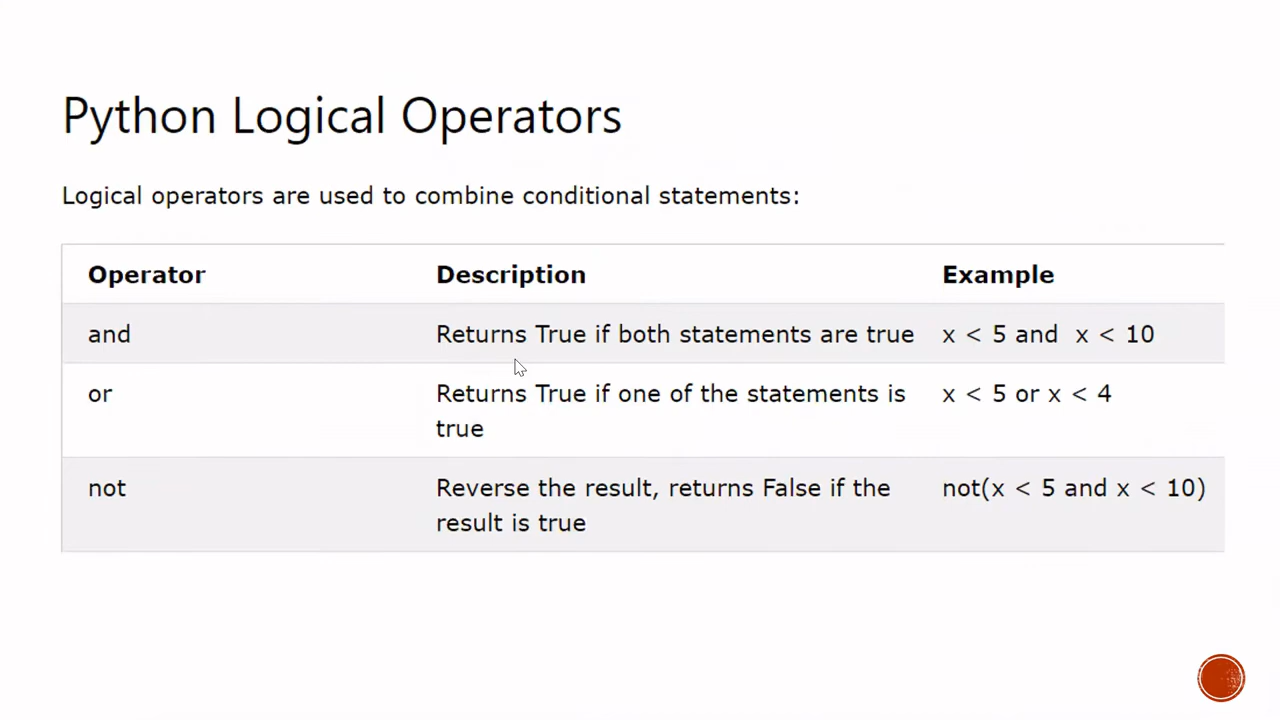 Python Logical Operators
Logical operators are used to combine conditional statements:
Operator Description Example
and Returns True if both statements are true x < 5 and  x < 10
or Returns True if one of the statements is x < 5 or x < 4
true
not Reverse the result, returns False if the not(x < 5 and x < 10)
result is true